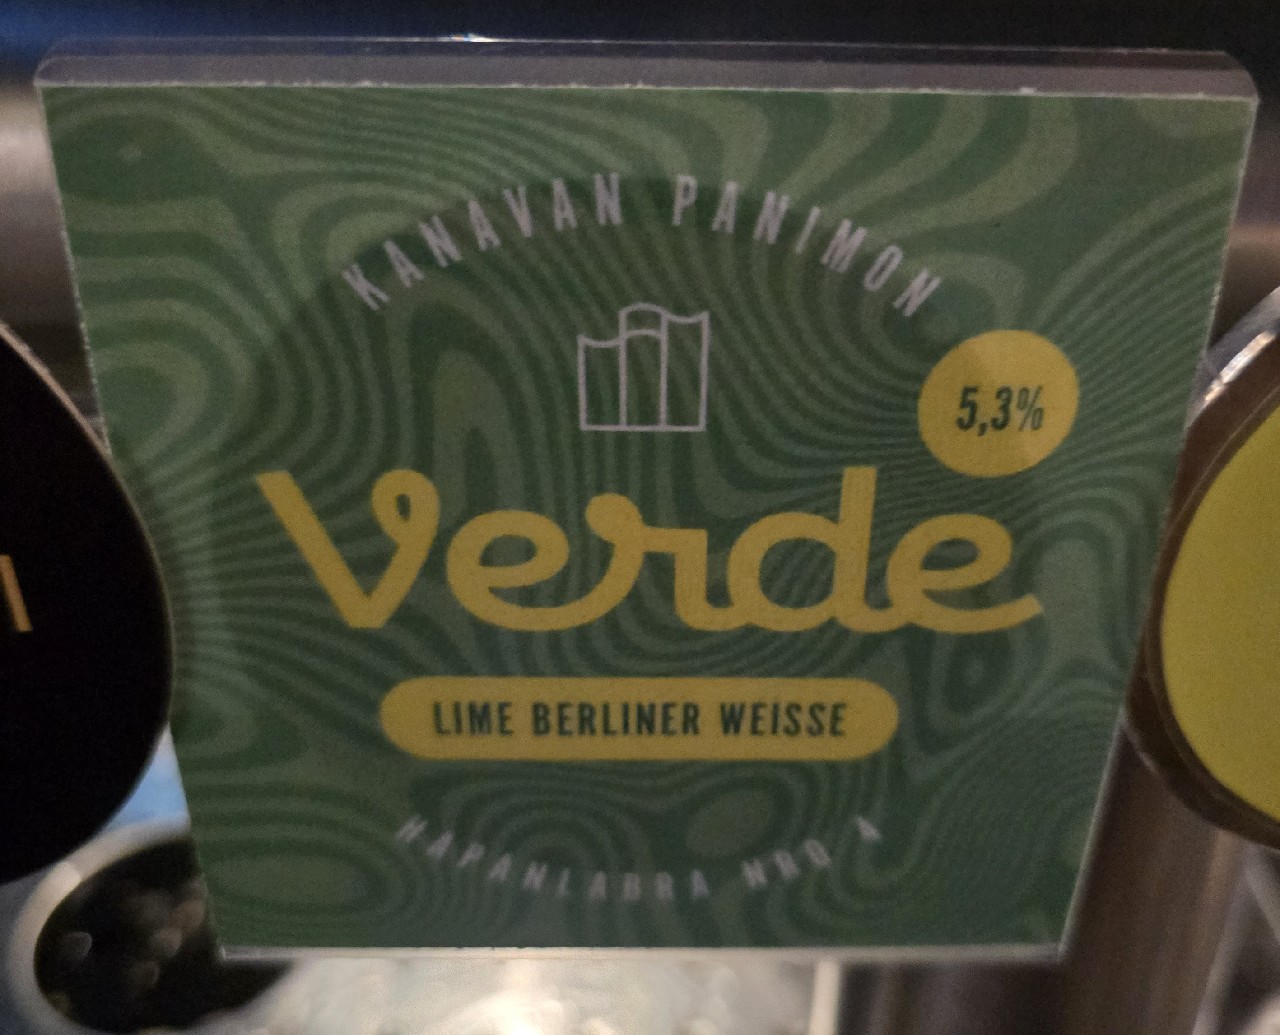 KANAVAN PANIMON
5,3%
Verde
LIME BERLINER WEISSE
HAPANLABRA NRO 4